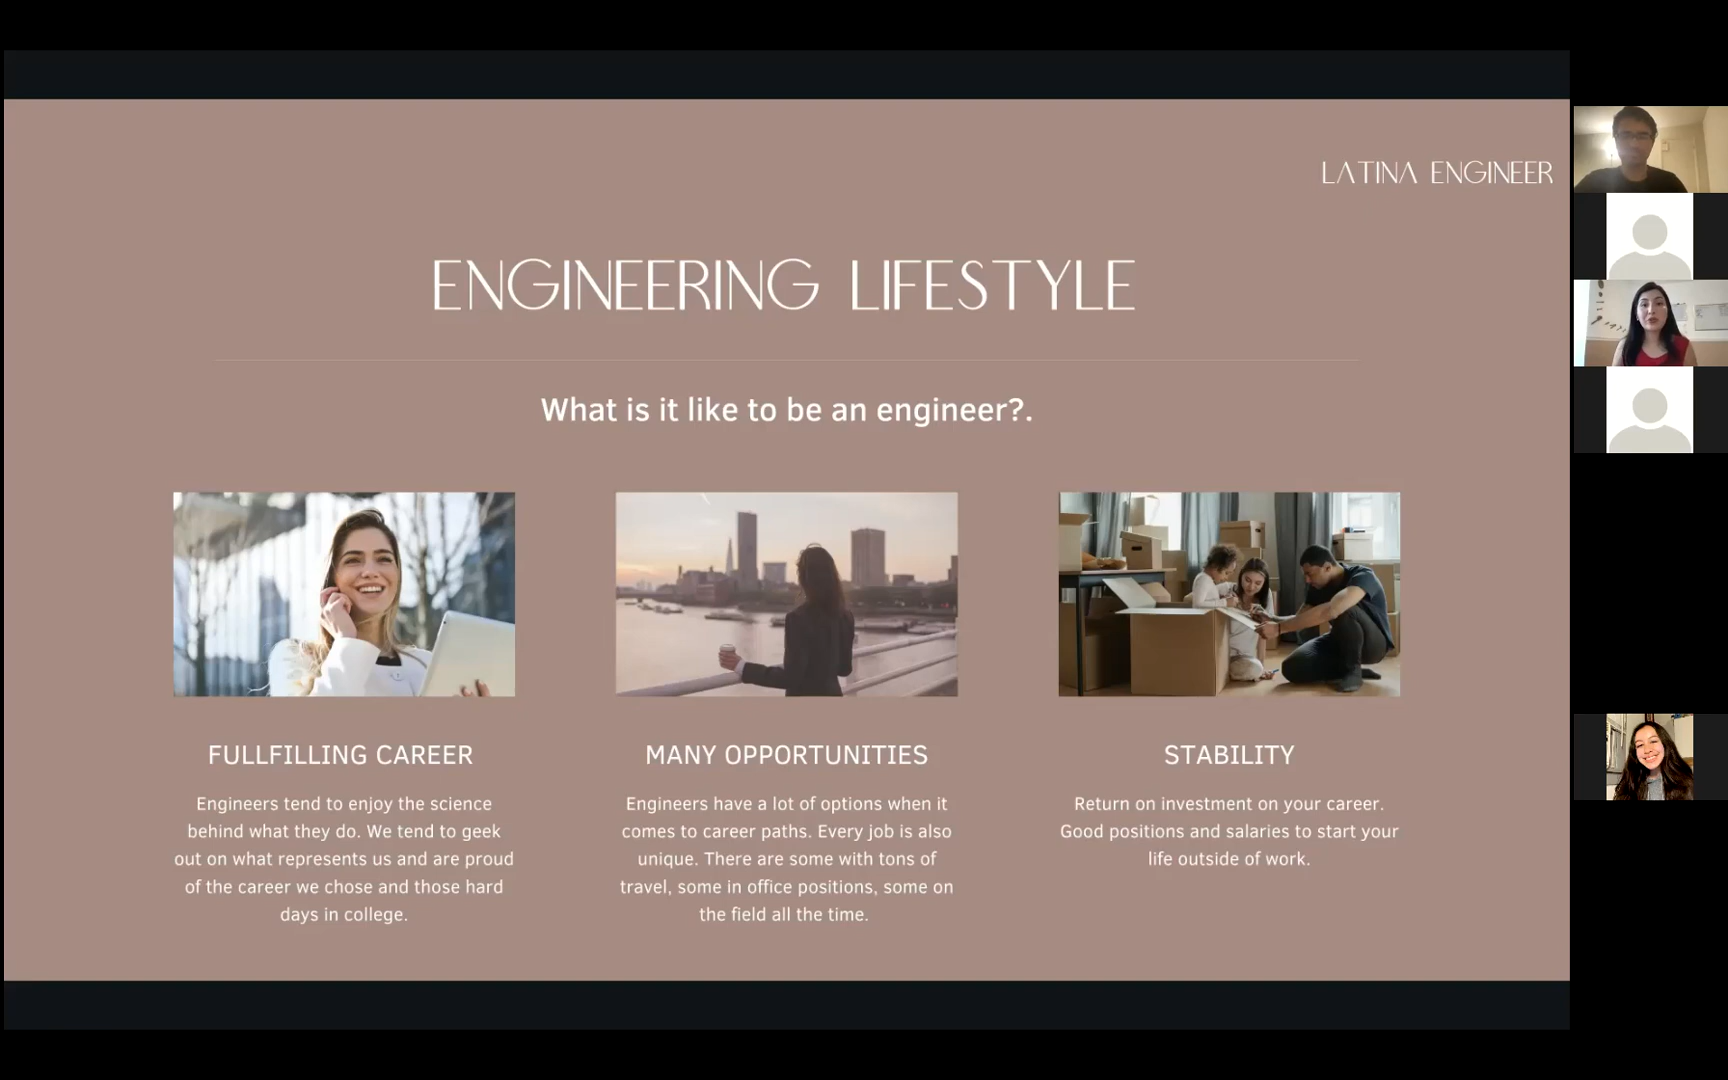 LATINA ENGINEER
ENGINEERING LIFESTYLE
What is it like to be an engineer?.
FULLFILLING CAREER
Engineers tend to enjoy the science
behind what they do. We tend to geek
out on what represents us and are proud
of the career we chose and those hard
days in college.
MANY OPPORTUNITIES
Engineers have a lot of options when it
comes to career paths. Every job is also
unique. There are some with tons of
travel, some in office positions, some on
the field all the time.
STABILITY
Return on investment on your career.
Good positions and salaries to start your
life outside of work.